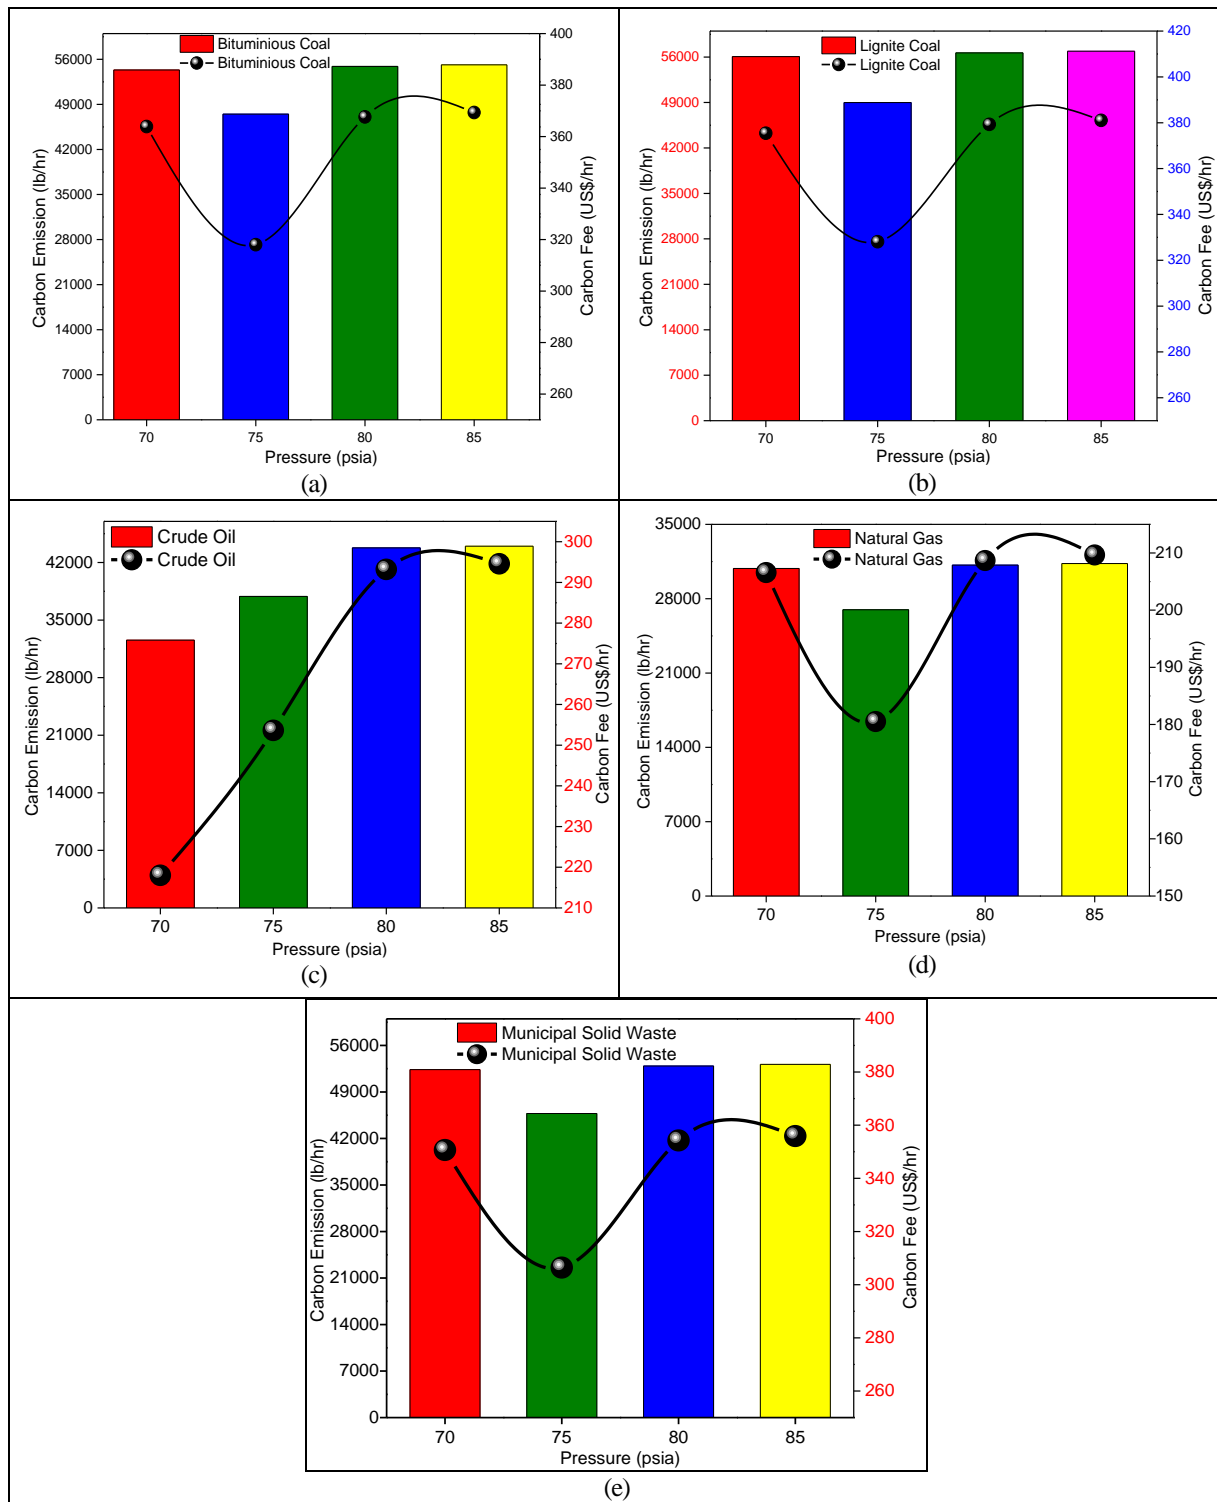 Bituminious Coal
Bituminious Coal
Carbon Emission (lb/hr)
56000
49000
42000
35000
28000
21000
14000
7000
0
400
380
360
340
320
300
280
260
Carbon Fee (US$/hr)
70 75 80 85
Pressure (psia)
(a)
Lignite Coal
Lignite Coal
Carbon Emission (lb/hr)
56000
49000
42000
35000
28000
21000
14000
7000
0
420
400
380
360
340
320
300
280
260
Carbon Fee (US$/hr)
70 75 80 85
Pressure (psia)
(b)
Crude Oil
Crude Oil
Carbon Emission (lb/hr)
42000
35000
28000
21000
14000
7000
0
300
290
280
270
260
250
240
230
220
210
Carbon Fee (US$/hr)
70 75 80 85
Pressure (psia)
(c)
Natural Gas
Natural Gas
Carbon Emission (lb/hr)
35000
28000
21000
14000
7000
0
210
200
190
180
170
160
150
Carbon Fee (US$/hr)
70 75 80 85
Pressure (psia)
(d)
Municipal Solid Waste
Municipal Solid Waste
Carbon Emission (lb/hr)
56000
49000
42000
35000
28000
21000
14000
7000
0
400
380
360
340
320
300
280
260
Carbon Fee (US$/hr)
70 75 80 85
Pressure (psia)
(e)